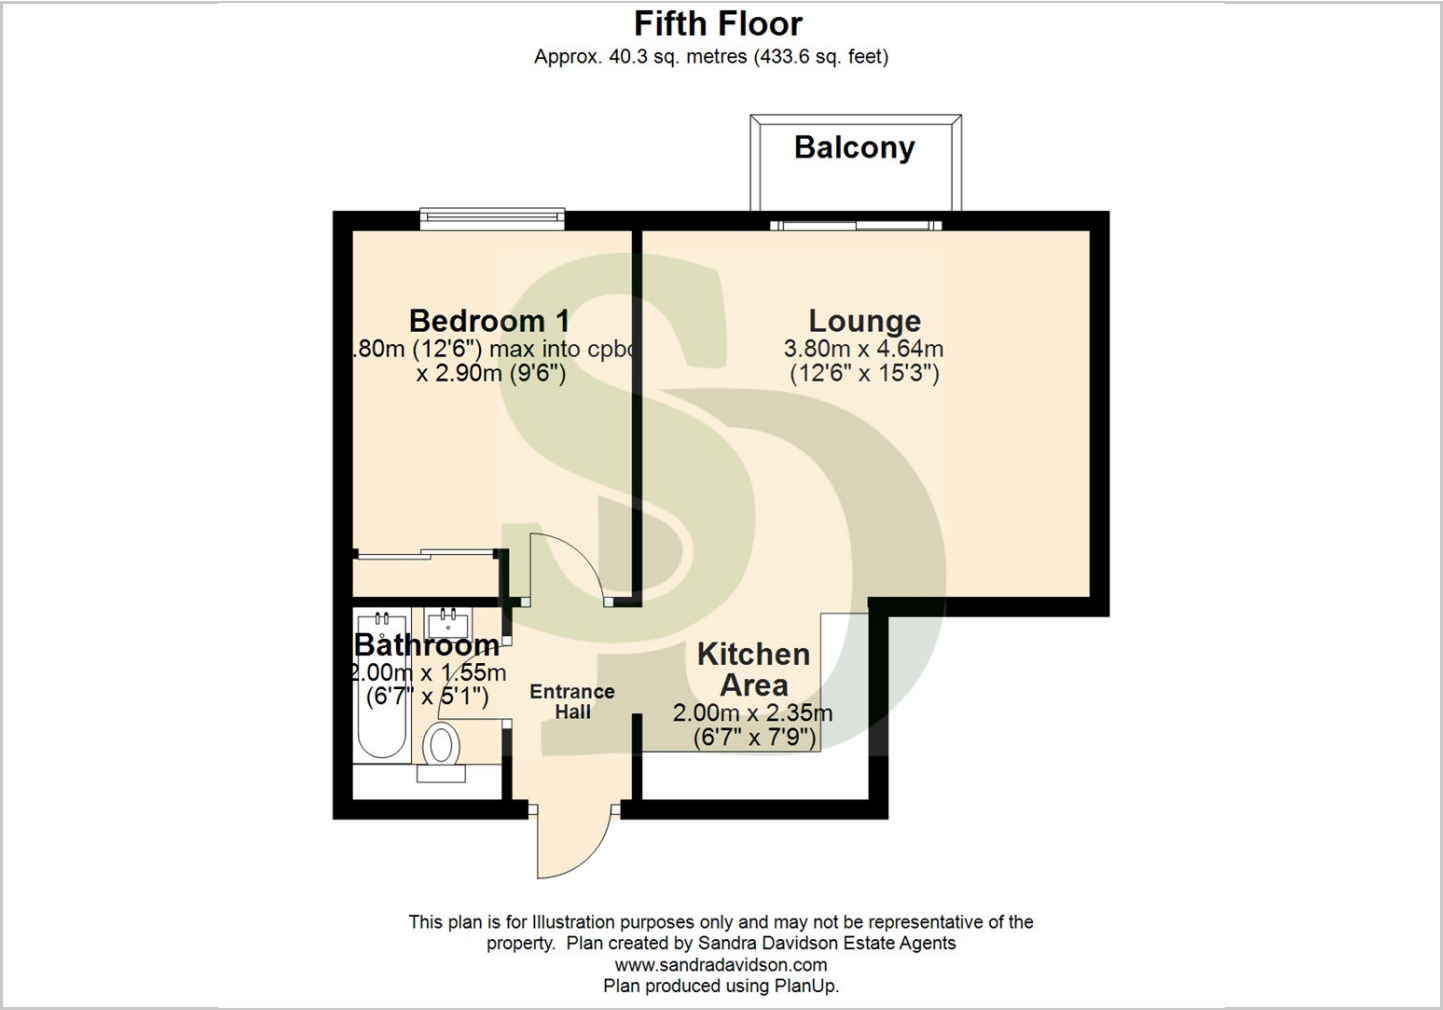 Fifth Floor
Approx. 40.3 sq. metres (433.6 sq. feet)
Balcony
Bedroom 1
.80m (12'6") max into cpbo
x 2.90m (9'6")
Lounge
3.80m x 4.64m
(12'6" x 15'3")
Bathroom
2.00m x 1.55m
(6'7" x 5'1")
Entrance
Hall
Kitchen
Area
2.00m x 2.35m
(6'7" x 7'9")
This plan is for Illustration purposes only and may not be representative of the
property. Plan created by Sandra Davidson Estate Agents
www.sandradavidson.com
Plan produced using PlanUp.